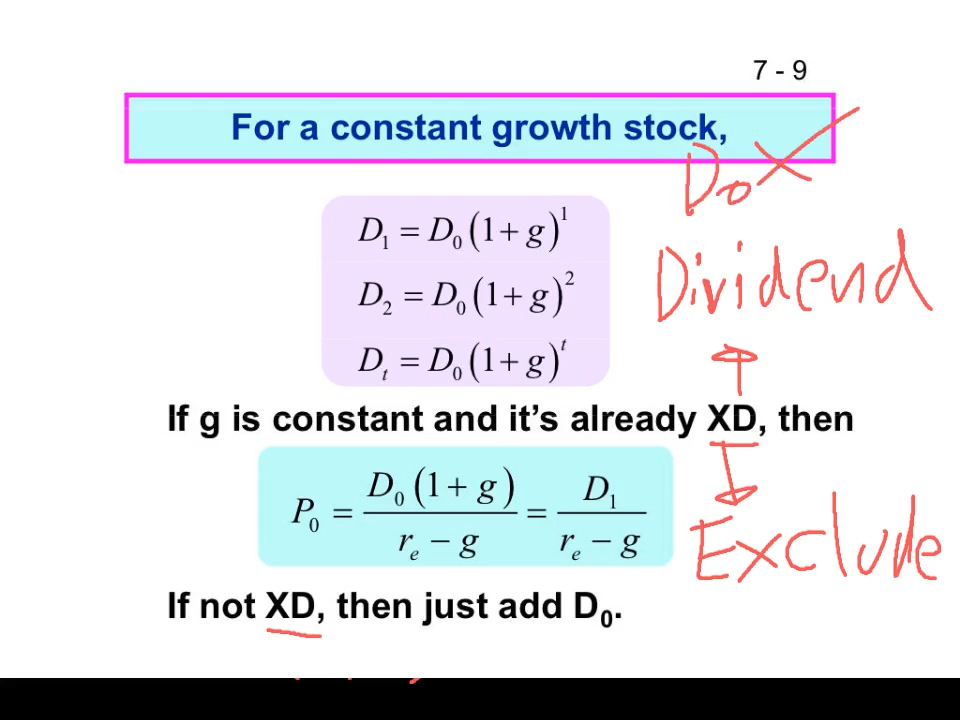 7 - 9
For a constant growth stock,
D₀ X
D₁ = D₀ (1 + g)¹
Dividend
D₂ = D₀ (1 + g)²
Dₜ = D₀ (1 + g)ᵗ
If g is constant and it’s already XD, then
P₀ = D₀ (1 + g) / (rₑ − g) = D₁ / (rₑ − g)
Exclude
If not XD, then just add D₀.